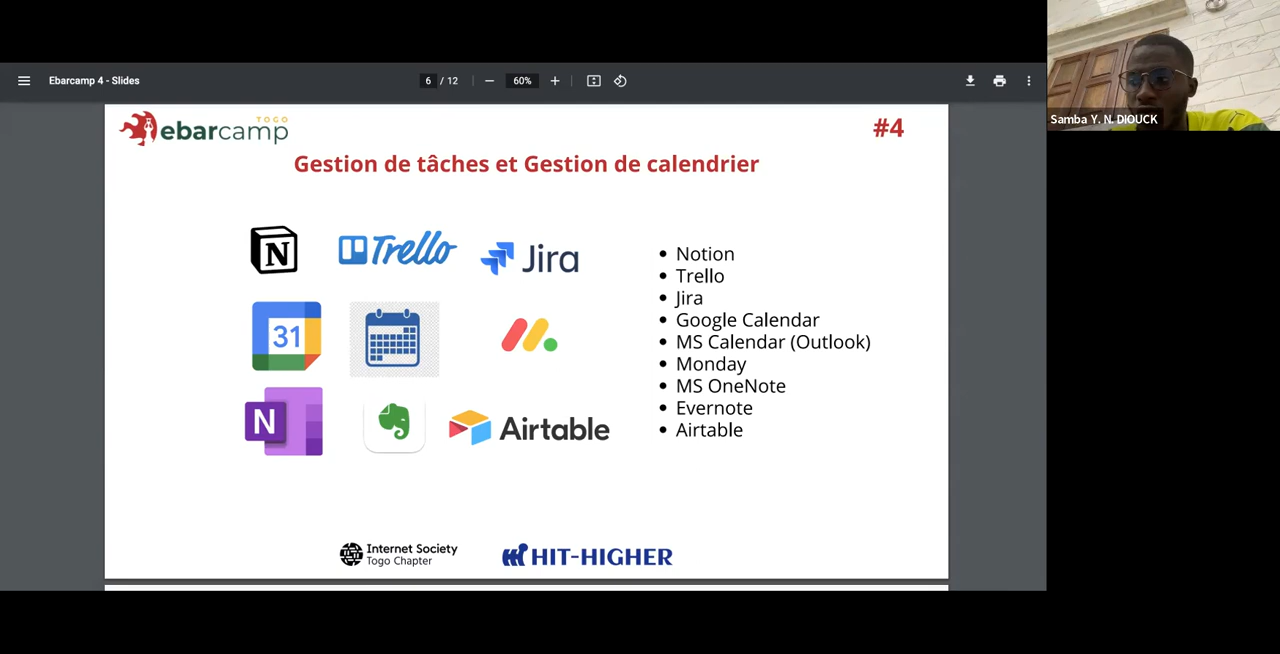 Ebarcamp 4 - Slides
6 / 12
60%
Samba Y. N. DIOUCK
TOGO
ebarcamp
#4
Gestion de tâches et Gestion de calendrier
N
Trello
Jira
31
N
Airtable
• Notion
• Trello
• Jira
• Google Calendar
• MS Calendar (Outlook)
• Monday
• MS OneNote
• Evernote
• Airtable
Internet Society
Togo Chapter
HIT-HIGHER